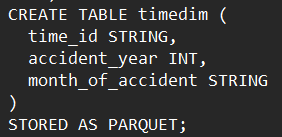 CREATE TABLE timedim (
  time_id STRING,
  accident_year INT,
  month_of_accident STRING
)
STORED AS PARQUET;